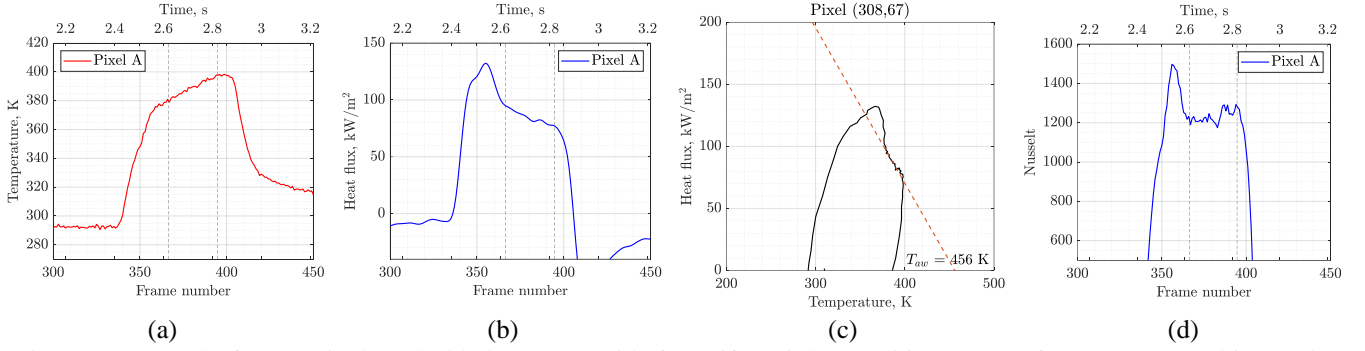 Time, s
2.2 2.4 2.6 2.8 3 3.2
420
400
380
360
340
320
300
280
Temperature, K
Pixel A
300 350 400 450
Frame number
(a)
Time, s
2.2 2.4 2.6 2.8 3 3.2
150
100
50
0
Heat flux, kW/m²
Pixel A
300 350 400 450
Frame number
(b)
Pixel (308,67)
200
150
100
50
0
Heat flux, kW/m²
T_aw = 456 K
200 300 400 500
Temperature, K
(c)
Time, s
2.2 2.4 2.6 2.8 3 3.2
1600
1400
1200
1000
800
600
Nusselt
Pixel A
300 350 400 450
Frame number
(d)